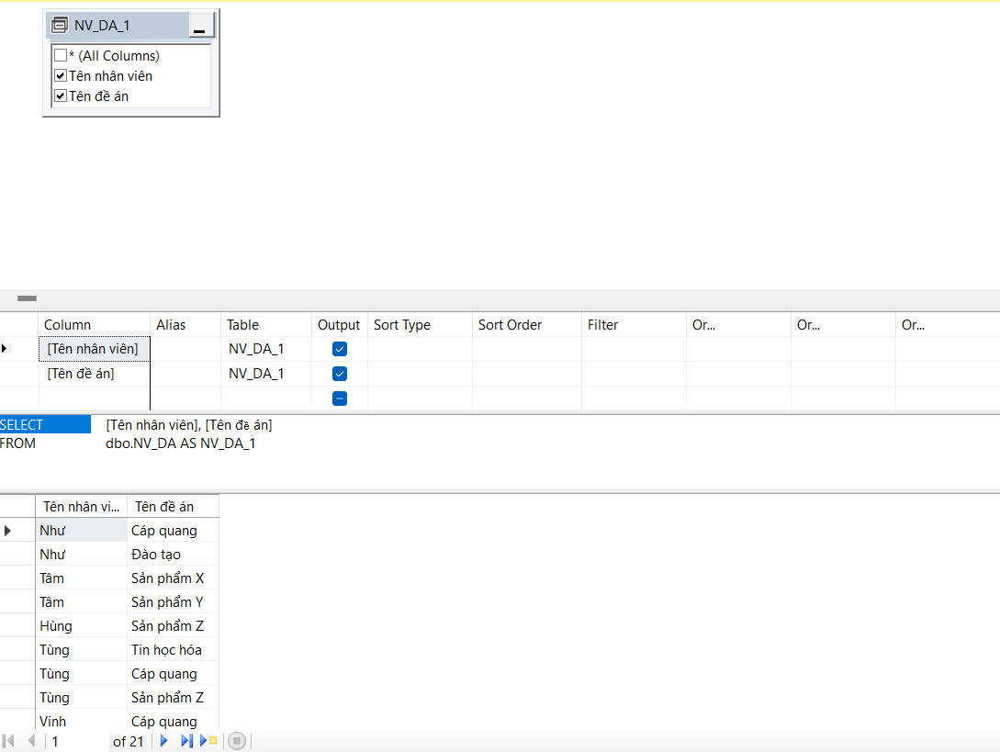 NV_DA_1
* (All Columns)
Tên nhân viên
Tên đề án
Column Alias Table Output Sort Type Sort Order Filter Or... Or... Or...
[Tên nhân viên] NV_DA_1
[Tên đề án] NV_DA_1
SELECT [Tên nhân viên], [Tên đề án]
FROM dbo.NV_DA AS NV_DA_1
Tên nhân vi... Tên đề án
Như Cáp quang
Như Đào tạo
Tâm Sản phẩm X
Tâm Sản phẩm Y
Hùng Sản phẩm Z
Tùng Tin học hóa
Tùng Cáp quang
Tùng Sản phẩm Z
Vinh Cáp quang
1 of 21